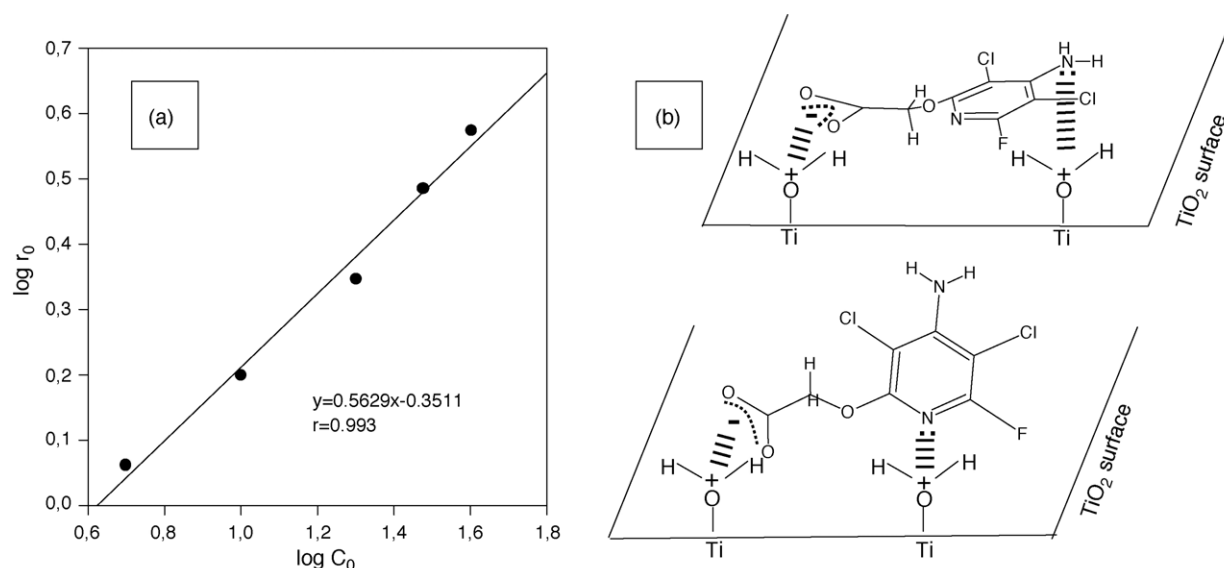 (a)
0,7
0,6
0,5
0,4
0,3
0,2
0,1
0,0
log r0
y=0.5629x-0.3511
r=0.993
0,6 0,8 1,0 1,2 1,4 1,6 1,8
log C0
(b)
H
N H
Cl
H
O O N Cl
O H F
H + H H + H
O O
Ti Ti
TiO2 surface
H N H
Cl Cl
H
O H
O N F
O
H + H H + H
O O
Ti Ti
TiO2 surface